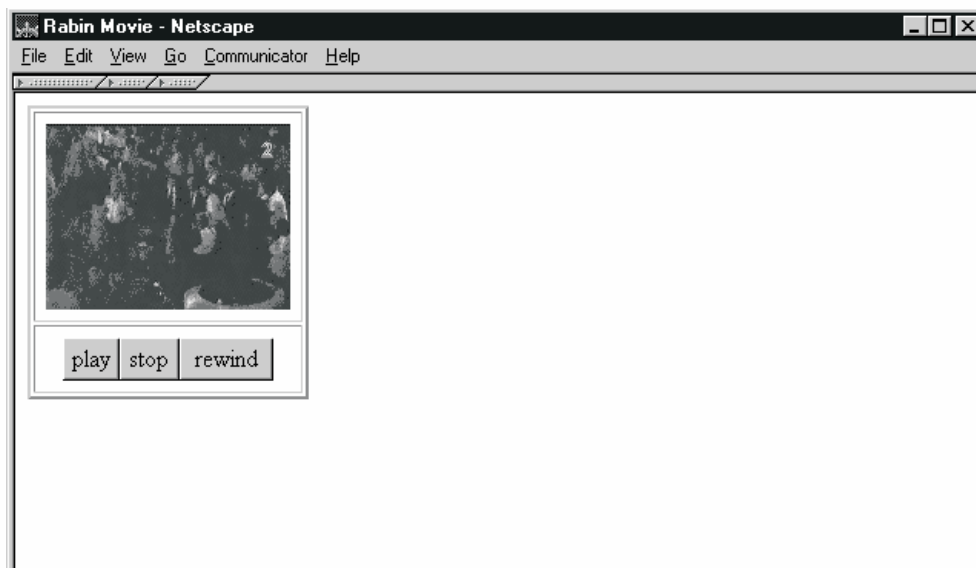 Rabin Movie - Netscape
File Edit View Go Communicator Help
2
play stop rewind